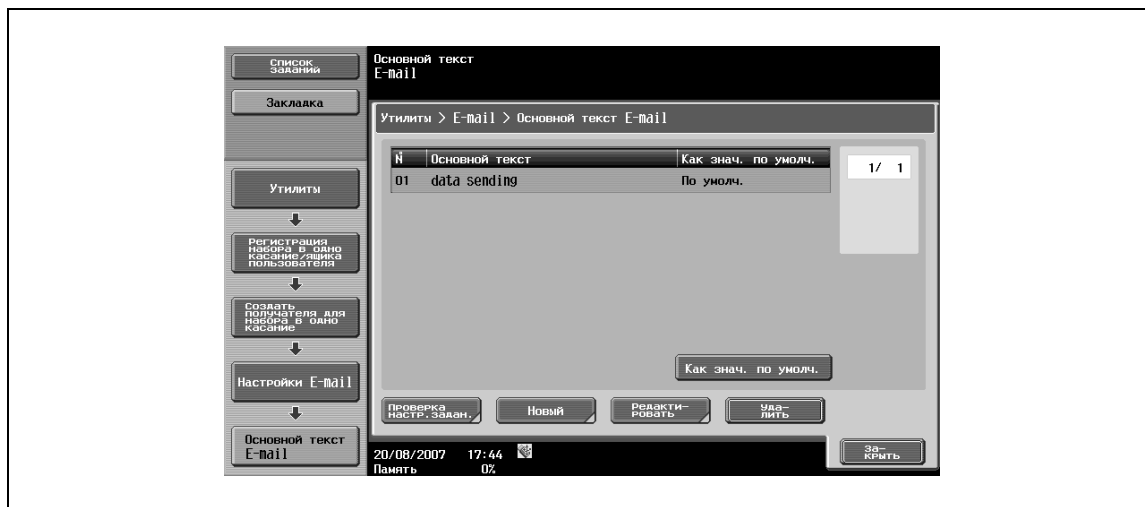 Список
заданий
Закладка
Утилиты
Регистрация
набора в одно
касание/ящика
пользователя
Создать
получателя для
набора в одно
касание
Настройки E-mail
Основной текст
E-mail
Основной текст
E-mail
Утилиты > E-mail > Основной текст E-mail
№ Основной текст Как знач. по умолч.
01 data sending По умолч.
1/ 1
Как знач. по умолч.
Проверка
настр.задан.
Новый
Редакти-
ровать
Уда-
лить
20/08/2007 17:44
Память 0%
За-
крыть